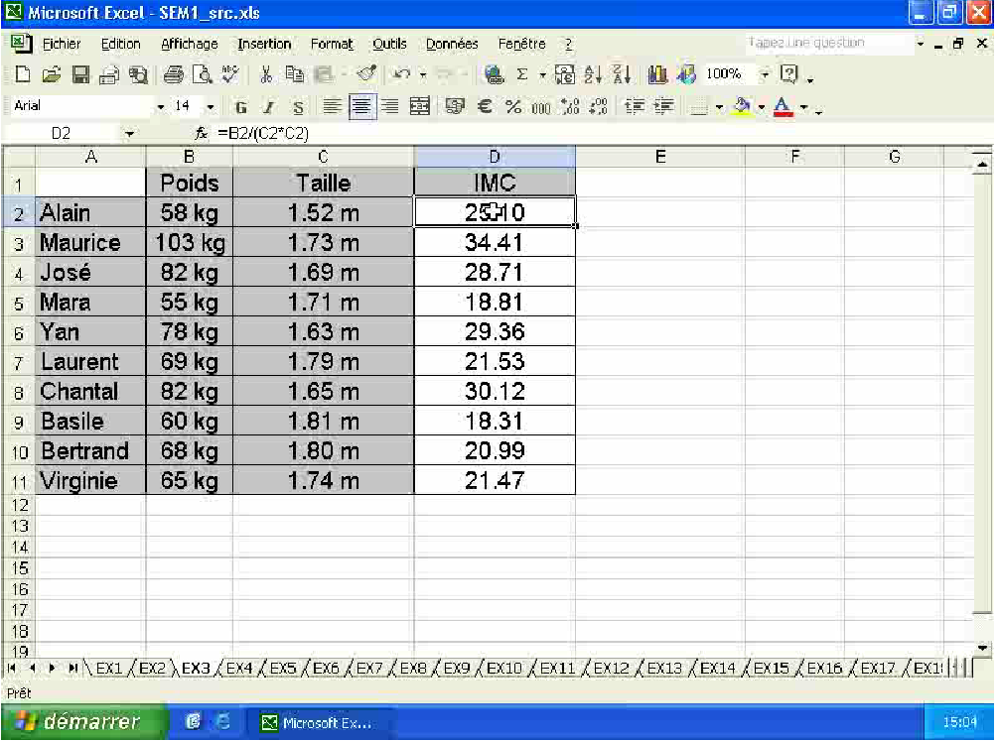 Microsoft Excel - SEM1_src.xls
Fichier Edition Affichage Insertion Format Outils Données Fenêtre ? Tapez une question
100%
Arial 14 G I S € % 000
D2 fx =B2/(C2*C2)
A B C D E F G
1 Poids Taille IMC
2 Alain 58 kg 1.52 m 25.10
3 Maurice 103 kg 1.73 m 34.41
4 José 82 kg 1.69 m 28.71
5 Mara 55 kg 1.71 m 18.81
6 Yan 78 kg 1.63 m 29.36
7 Laurent 69 kg 1.79 m 21.53
8 Chantal 82 kg 1.65 m 30.12
9 Basile 60 kg 1.81 m 18.31
10 Bertrand 68 kg 1.80 m 20.99
11 Virginie 65 kg 1.74 m 21.47
12
13
14
15
16
17
18
19
EX1 EX2 EX3 EX4 EX5 EX6 EX7 EX8 EX9 EX10 EX11 EX12 EX13 EX14 EX15 EX16 EX17
Prêt
démarrer Microsoft Ex... 15:04